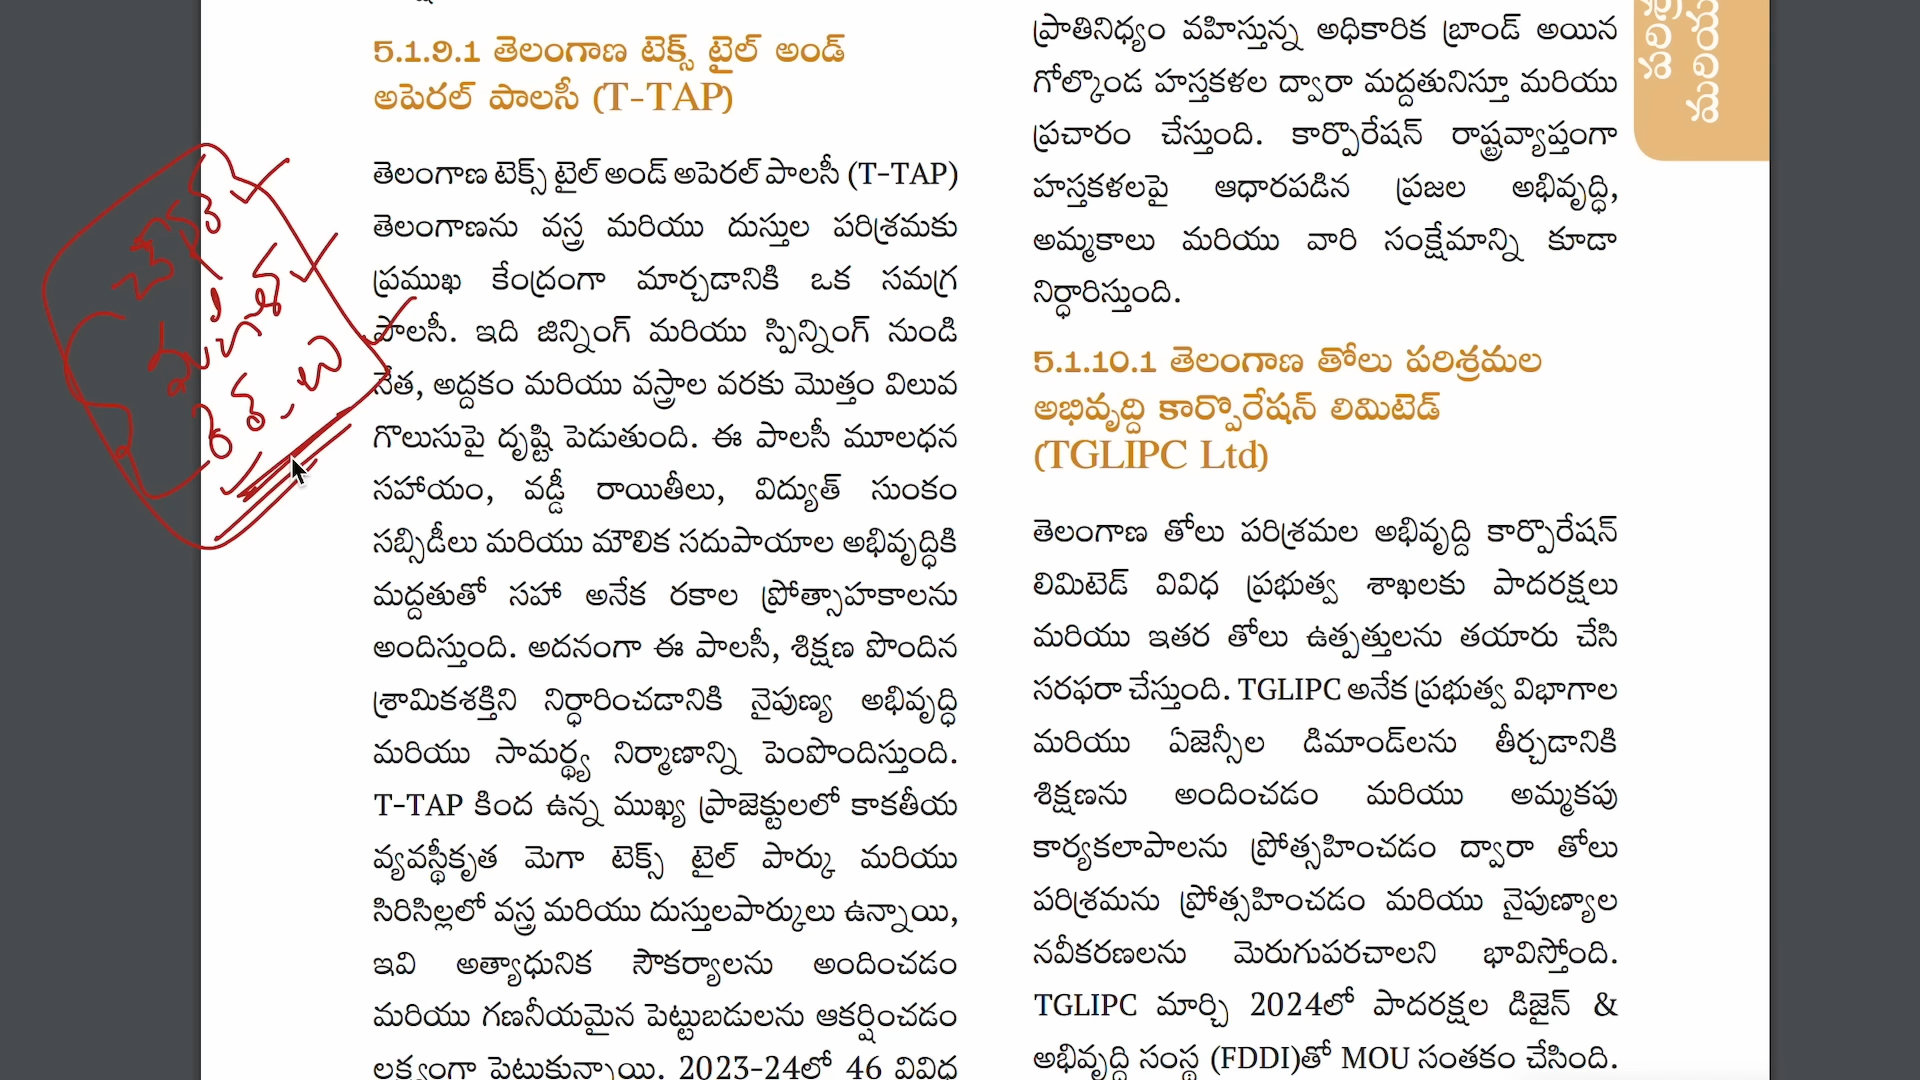 5.1.9.1 తెలంగాణ టెక్స్ టైల్ అండ్
అపెరల్ పాలసీ (T-TAP)
తెలంగాణ టెక్స్ టైల్ అండ్ అపెరల్ పాలసీ (T-TAP)
తెలంగాణను వస్త్ర మరియు దుస్తుల పరిశ్రమకు
ప్రముఖ కేంద్రంగా మార్చడానికి ఒక సమగ్ర
పాలసీ. ఇది జిన్నింగ్ మరియు స్పిన్నింగ్ నుండి
నేత, అద్దకం మరియు వస్త్రాల వరకు మొత్తం విలువ
గొలుసుపై దృష్టి పెడుతుంది. ఈ పాలసీ మూలధన
సహాయం, వడ్డీ రాయితీలు, విద్యుత్ సుంకం
సబ్సిడీలు మరియు మౌలిక సదుపాయాల అభివృద్ధికి
మద్దతుతో సహా అనేక రకాల ప్రోత్సాహకాలను
అందిస్తుంది. అదనంగా ఈ పాలసీ, శిక్షణ పొందిన
శ్రామికశక్తిని నిర్ధారించడానికి నైపుణ్య అభివృద్ధి
మరియు సామర్థ్య నిర్మాణాన్ని పెంపొందిస్తుంది.
T-TAP కింద ఉన్న ముఖ్య ప్రాజెక్టులలో కాకతీయ
వ్యవస్థీకృత మెగా టెక్స్ టైల్ పార్కు మరియు
సిరిసిల్లలో వస్త్ర మరియు దుస్తులపార్కులు ఉన్నాయి,
ఇవి అత్యాధునిక సౌకర్యాలను అందించడం
మరియు గణనీయమైన పెట్టుబడులను ఆకర్షించడం
లక్ష్యంగా పెట్టుకున్నాయి. 2023-24లో 46 వివిధ
ప్రాతినిధ్యం వహిస్తున్న అధికారిక బ్రాండ్ అయిన
గోల్కొండ హస్తకళల ద్వారా మద్దతునిస్తూ మరియు
ప్రచారం చేస్తుంది. కార్పొరేషన్ రాష్ట్రవ్యాప్తంగా
హస్తకళలపై ఆధారపడిన ప్రజల అభివృద్ధి,
అమ్మకాలు మరియు వారి సంక్షేమాన్ని కూడా
నిర్ధారిస్తుంది.
5.1.10.1 తెలంగాణ తోలు పరిశ్రమల
అభివృద్ది కార్పొరేషన్ లిమిటెడ్
(TGLIPC Ltd)
తెలంగాణ తోలు పరిశ్రమల అభివృద్ది కార్పొరేషన్
లిమిటెడ్ వివిధ ప్రభుత్వ శాఖలకు పాదరక్షలు
మరియు ఇతర తోలు ఉత్పత్తులను తయారు చేసి
సరఫరా చేస్తుంది. TGLIPC అనేక ప్రభుత్వ విభాగాల
మరియు ఏజెన్సీల డిమాండ్‌లను తీర్చడానికి
శిక్షణను అందించడం మరియు అమ్మకపు
కార్యకలాపాలను ప్రోత్సహించడం ద్వారా తోలు
పరిశ్రమను ప్రోత్సహించడం మరియు నైపుణ్యాల
నవీకరణలను మెరుగుపరచాలని భావిస్తోంది.
TGLIPC మార్చి 2024లో పాదరక్షల డిజైన్ &
అభివృద్ది సంస్థ (FDDI)తో MOU సంతకం చేసింది.